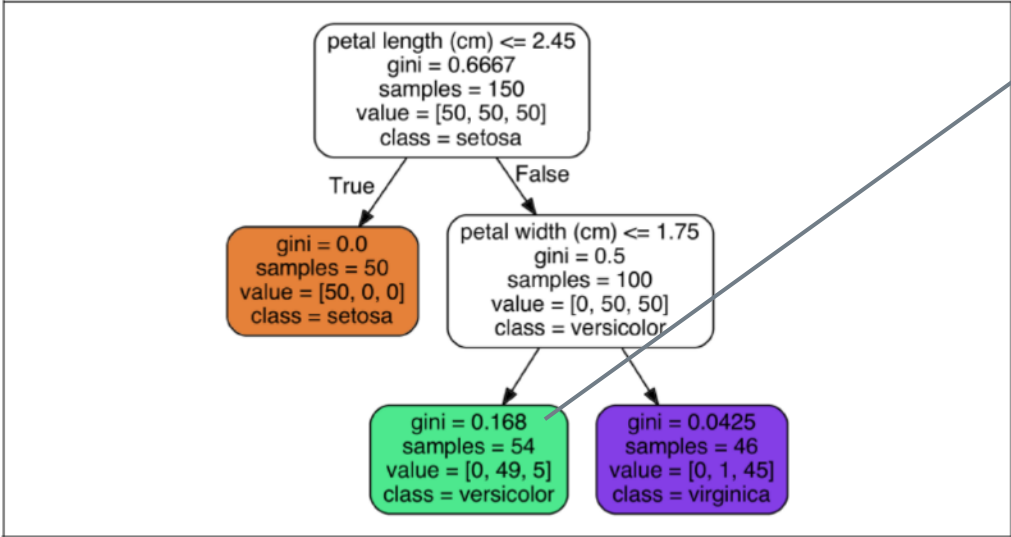 petal length (cm) <= 2.45
gini = 0.6667
samples = 150
value = [50, 50, 50]
class = setosa
True
False
gini = 0.0
samples = 50
value = [50, 0, 0]
class = setosa
petal width (cm) <= 1.75
gini = 0.5
samples = 100
value = [0, 50, 50]
class = versicolor
gini = 0.168
samples = 54
value = [0, 49, 5]
class = versicolor
gini = 0.0425
samples = 46
value = [0, 1, 45]
class = virginica